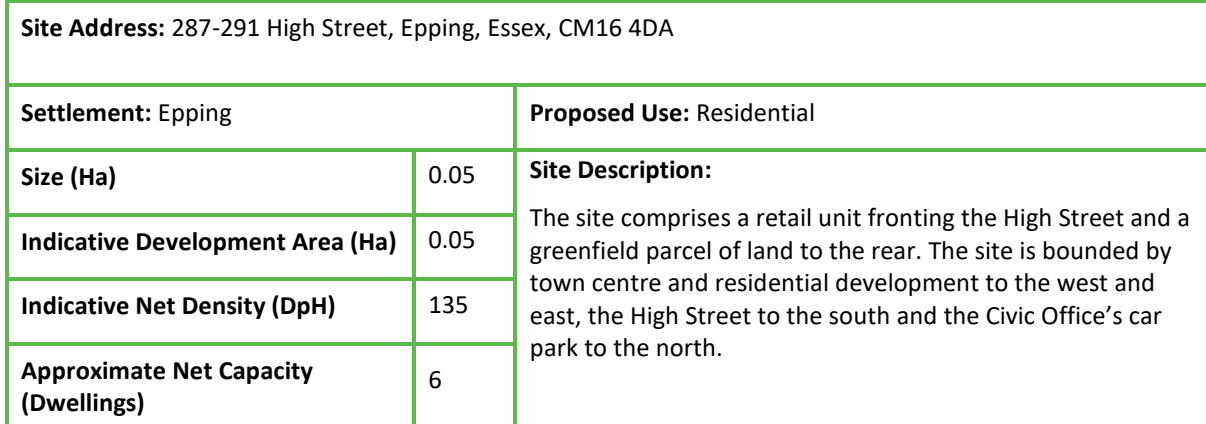 Site Address: 287-291 High Street, Epping, Essex, CM16 4DA
Settlement: Epping
Proposed Use: Residential
Size (Ha)
0.05
Indicative Development Area (Ha)
0.05
Indicative Net Density (DpH)
135
Approximate Net Capacity
(Dwellings)
6
Site Description:
The site comprises a retail unit fronting the High Street and a
greenfield parcel of land to the rear. The site is bounded by
town centre and residential development to the west and
east, the High Street to the south and the Civic Office’s car
park to the north.